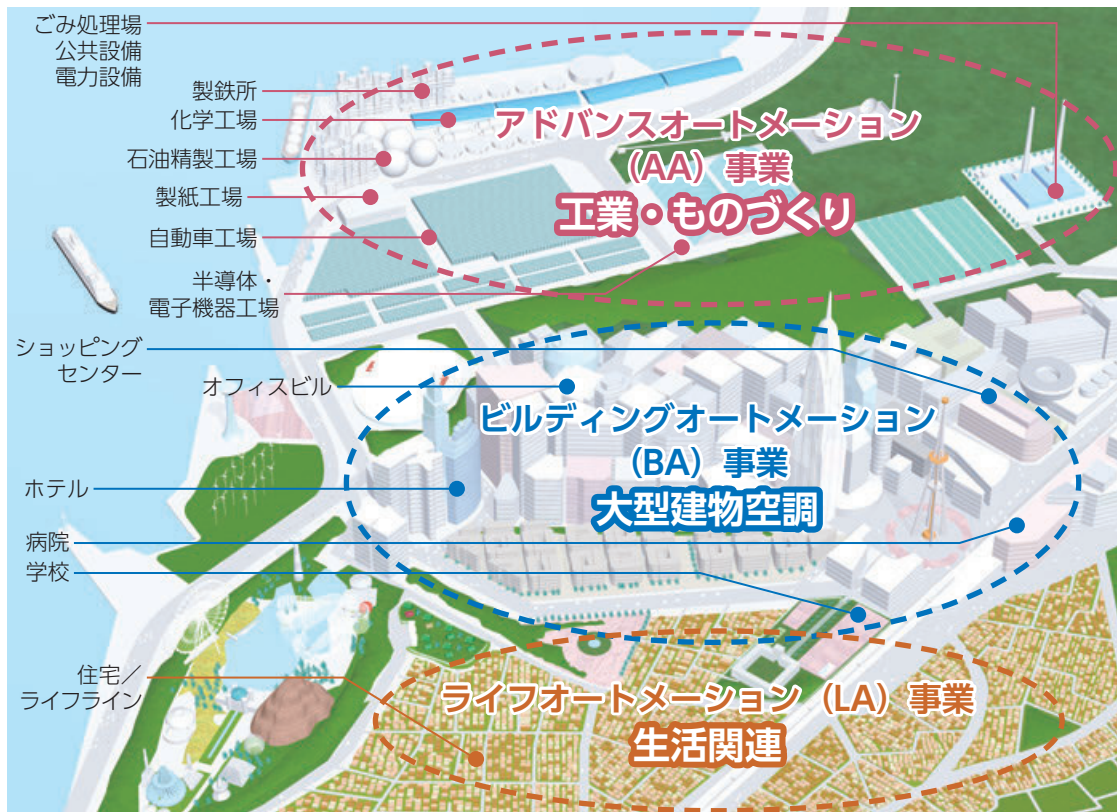 ごみ処理場
公共設備
電力設備
製鉄所
化学工場
石油精製工場
製紙工場
自動車工場
半導体・
電子機器工場
アドバンスオートメーション
（AA）事業
工業・ものづくり
ショッピング
センター
オフィスビル
ホテル
病院
学校
ビルディングオートメーション
（BA）事業
大型建物空調
住宅／
ライフライン
ライフオートメーション（LA）事業
生活関連